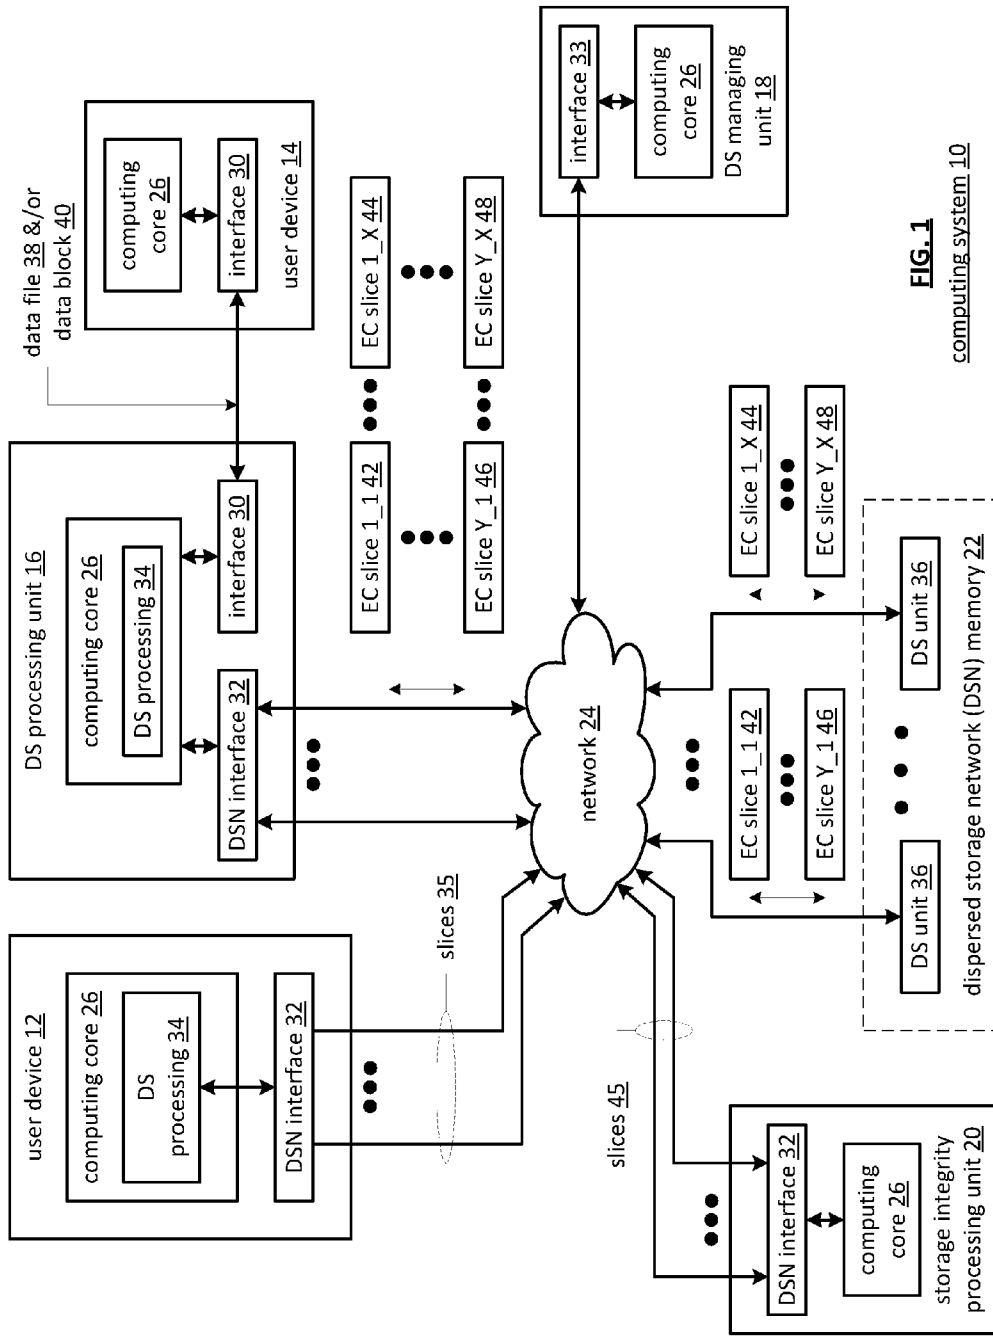 user device 12
computing core 26
DS
processing 34
DSN interface 32
slices 35
DS processing unit 16
computing core 26
DS processing 34
DSN interface 32
interface 30
data file 38 &/or
data block 40
computing
core 26
interface 30
user device 14
EC slice 1_1 42
EC slice 1_X 44
EC slice Y_1 46
EC slice Y_X 48
network 24
interface 33
computing
core 26
DS managing
unit 18
slices 45
DSN interface 32
computing
core 26
storage integrity
processing unit 20
EC slice 1_1 42
EC slice Y_1 46
EC slice 1_X 44
EC slice Y_X 48
DS unit 36
DS unit 36
dispersed storage network (DSN) memory 22
FIG. 1
computing system 10